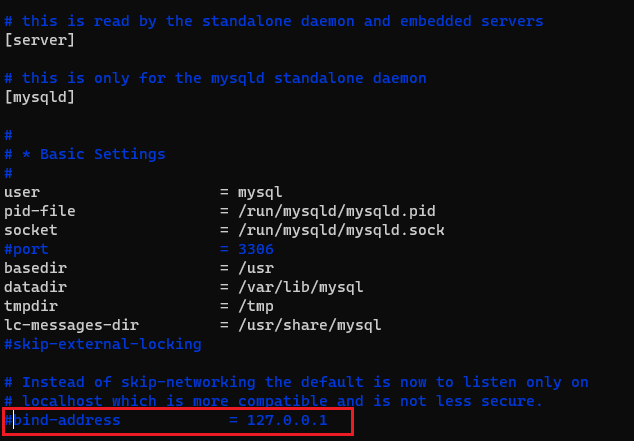 # this is read by the standalone daemon and embedded servers
[server]
# this is only for the mysqld standalone daemon
[mysqld]
#
# * Basic Settings
#
user = mysql
pid-file = /run/mysqld/mysqld.pid
socket = /run/mysqld/mysqld.sock
#port = 3306
basedir = /usr
datadir = /var/lib/mysql
tmpdir = /tmp
lc-messages-dir = /usr/share/mysql
#skip-external-locking
# Instead of skip-networking the default is now to listen only on
# localhost which is more compatible and is not less secure.
#bind-address = 127.0.0.1